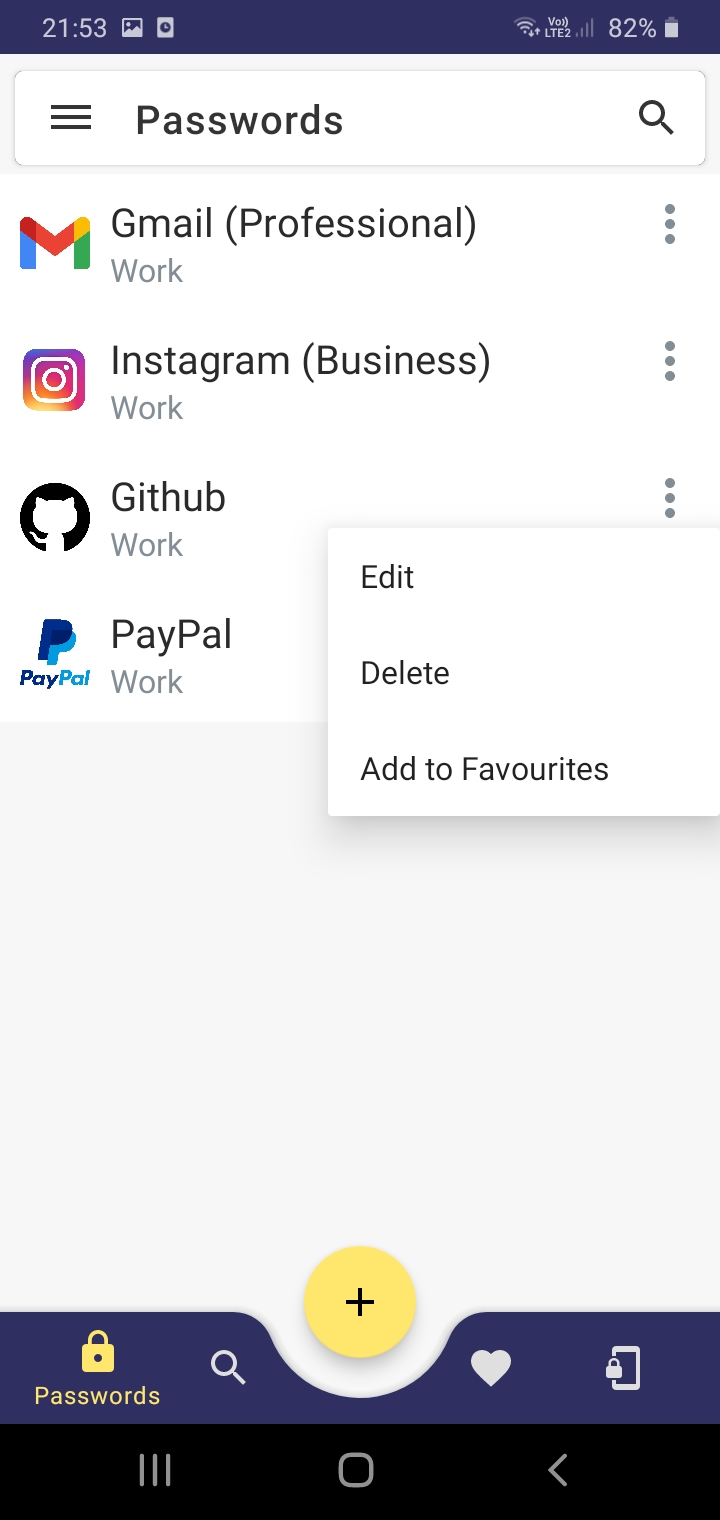 21:53
Vo))
LTE2
82%
Passwords
Gmail (Professional)
Work
Instagram (Business)
Work
Github
Work
Edit
PayPal
PayPal
Work
Delete
Add to Favourites
Passwords